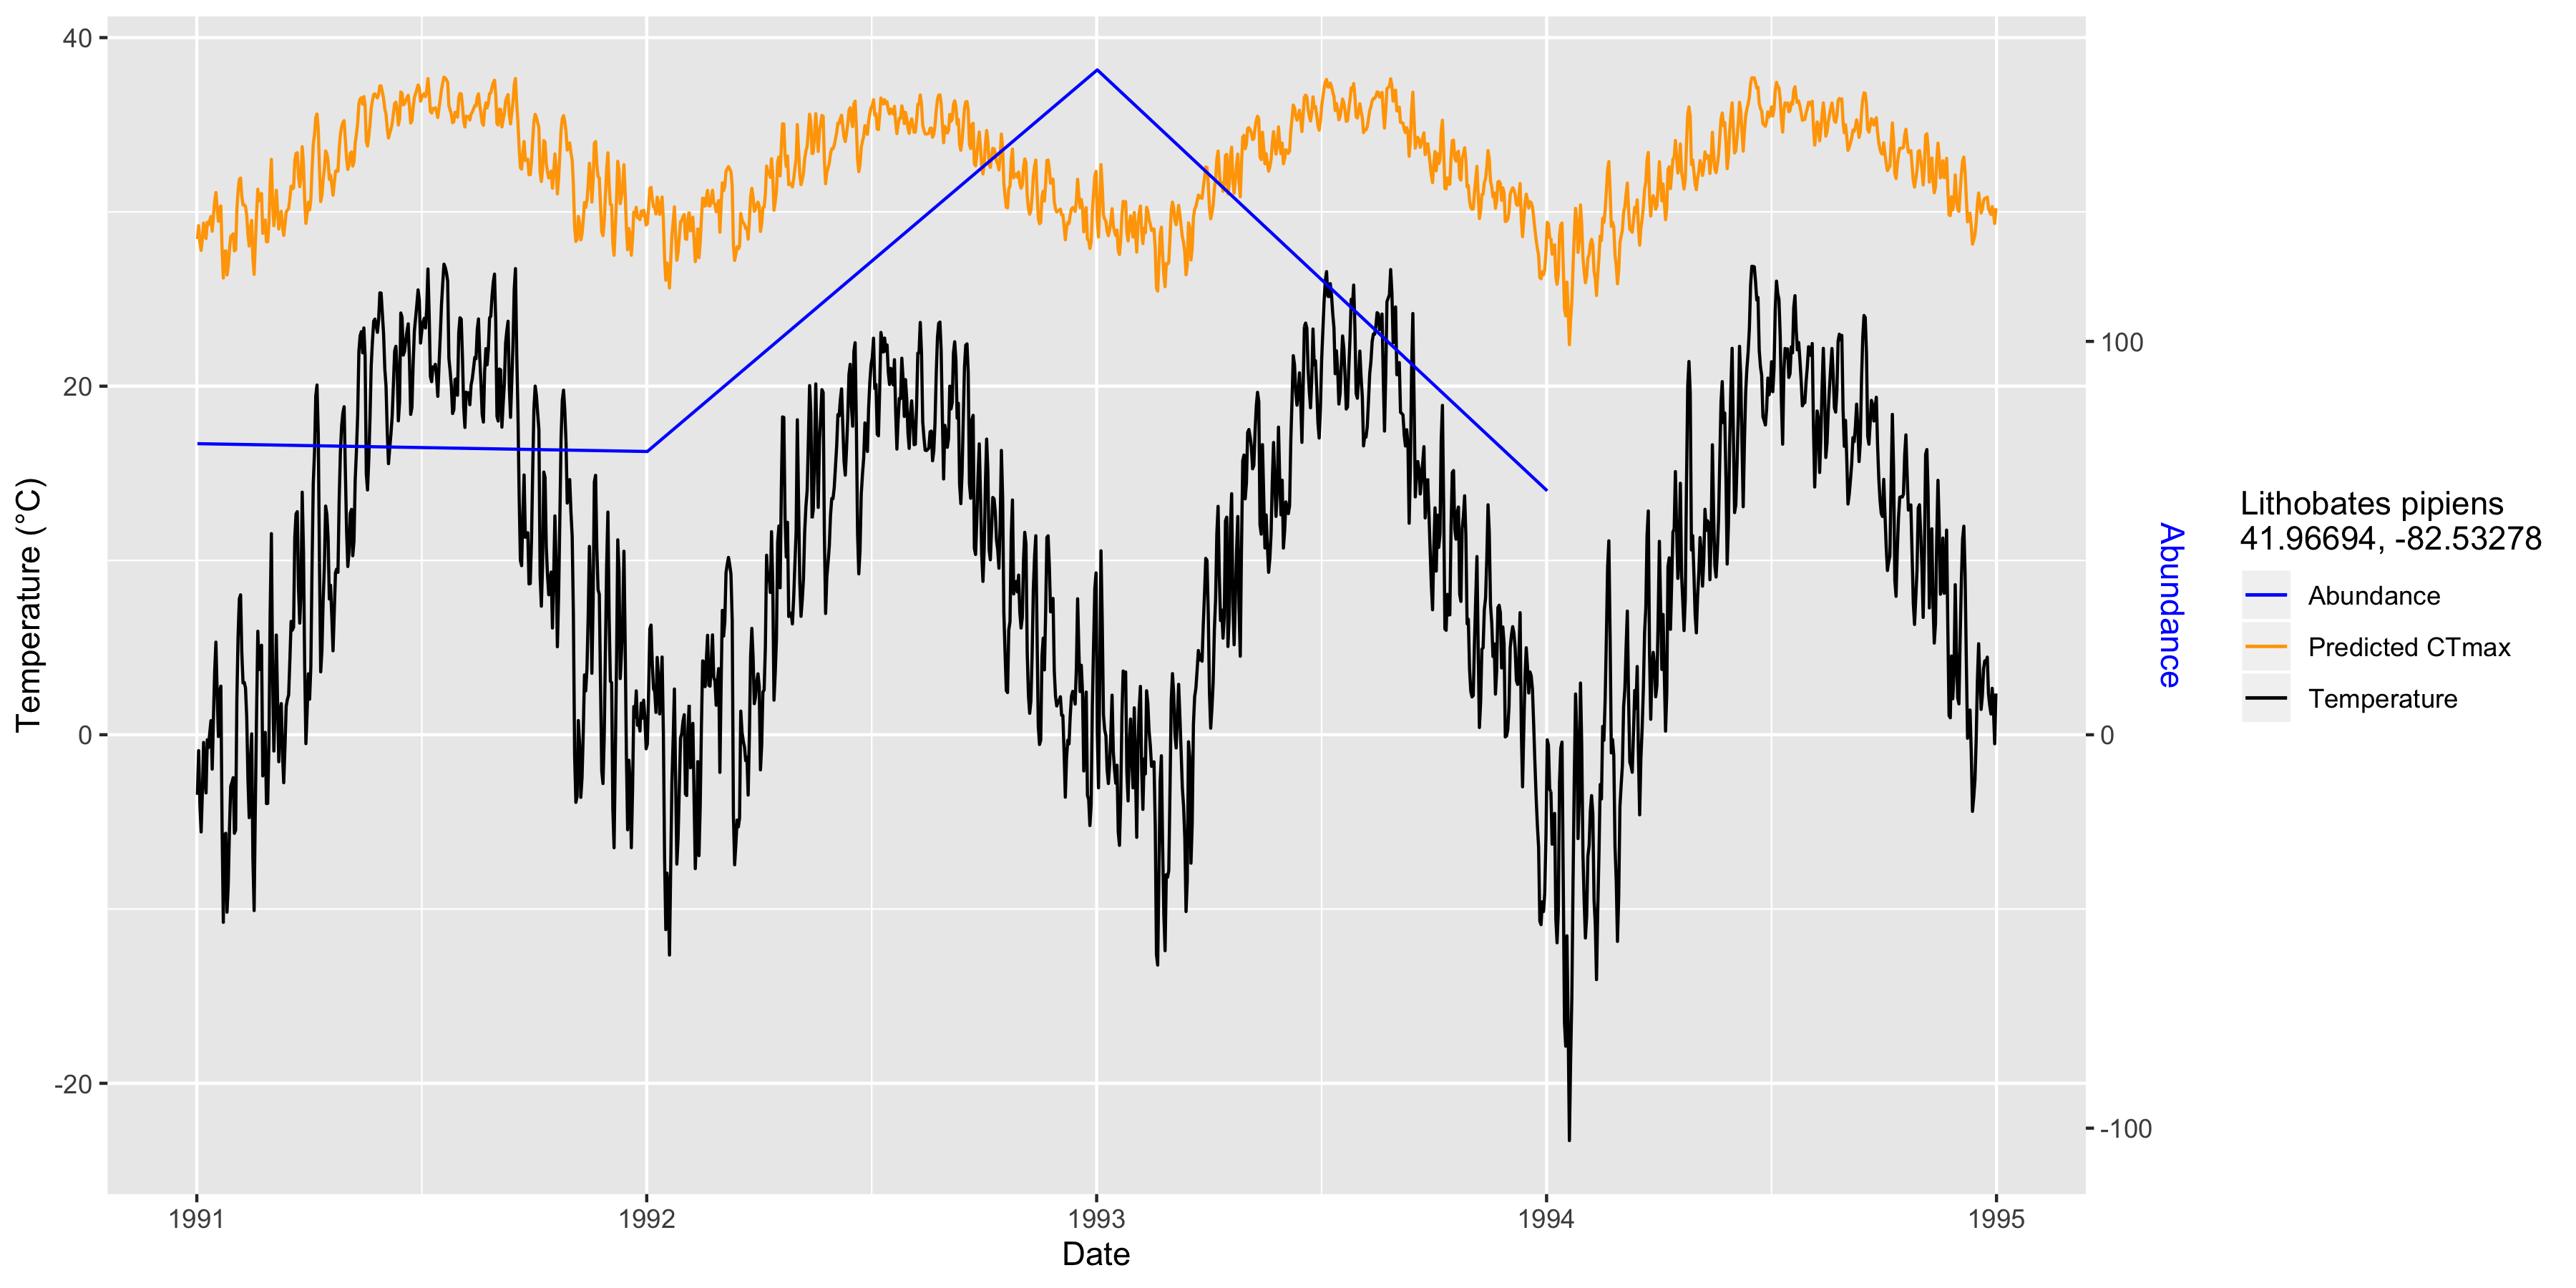 40
20
0
-20
Temperature (°C)
1991
1992
1993
1994
1995
Date
100
0
-100
Abundance
Lithobates pipiens
41.96694, -82.53278
Abundance
Predicted CTmax
Temperature